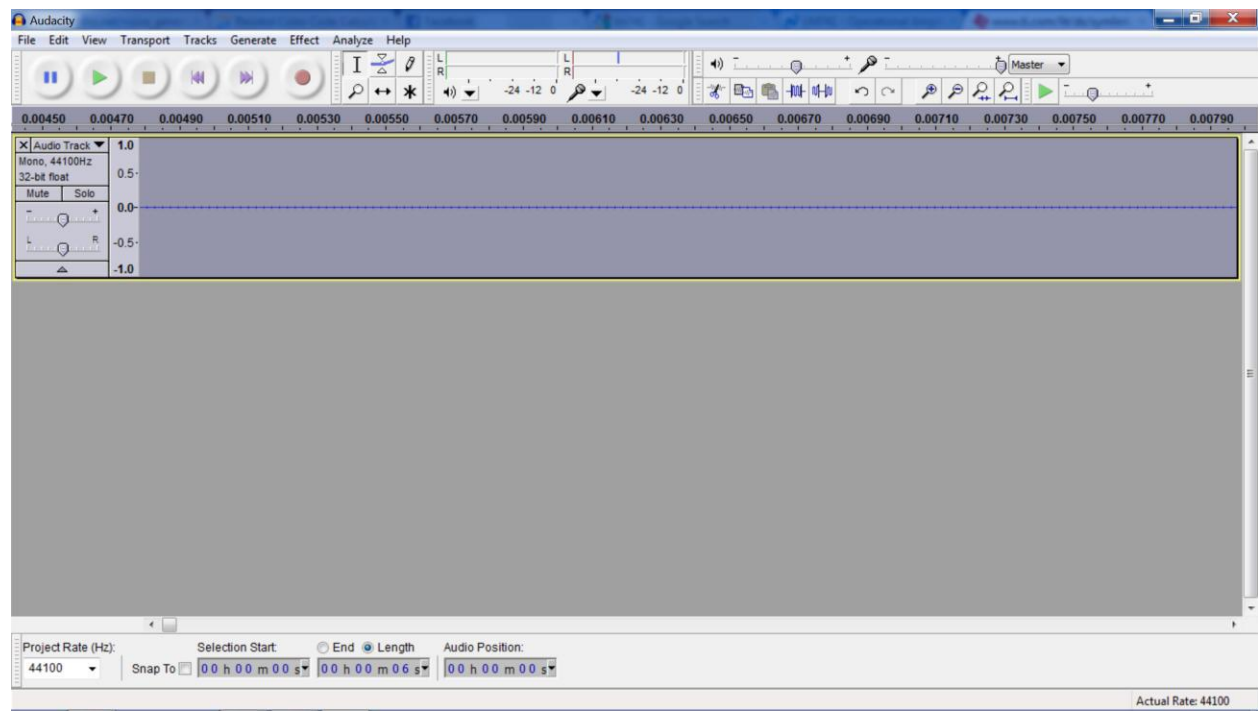 Audacity
File Edit View Transport Tracks Generate Effect Analyze Help
L
R
L
R
- + - + Master
-24 -12 0 -24 -12 0 - +
0.00450 0.00470 0.00490 0.00510 0.00530 0.00550 0.00570 0.00590 0.00610 0.00630 0.00650 0.00670 0.00690 0.00710 0.00730 0.00750 0.00770 0.00790
X Audio Track 1.0
Mono, 44100Hz
32-bit float 0.5
Mute Solo
- + 0.0
L R -0.5
-1.0
Project Rate (Hz): Selection Start: End Length Audio Position:
44100 Snap To 00 h 00 m 00 s 00 h 00 m 06 s 00 h 00 m 00 s
Actual Rate: 44100